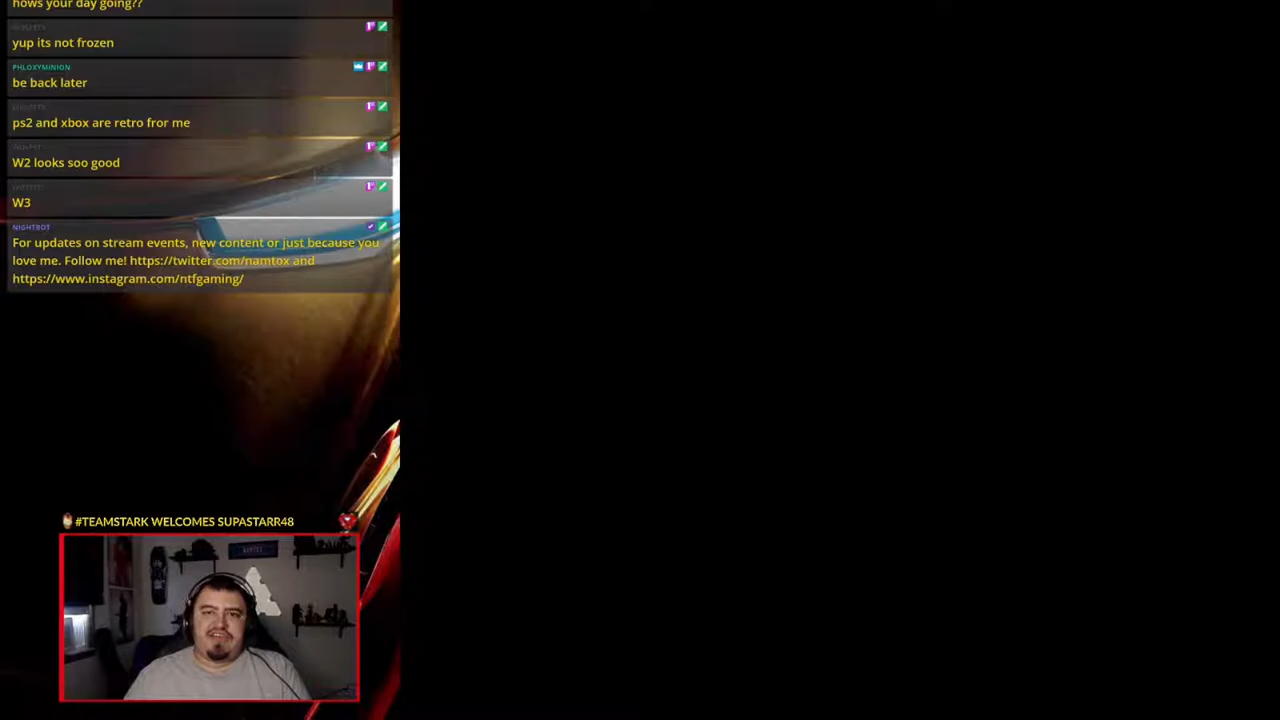 hows your day going??
yup its not frozen
PHLOXYMINION
be back later
ps2 and xbox are retro fror me
W2 looks soo good
W3
NIGHTBOT
For updates on stream events, new content or just because you
love me. Follow me! https://twitter.com/namtox and
https://www.instagram.com/ntfgaming/
#TEAMSTARK WELCOMES SUPASTARR48